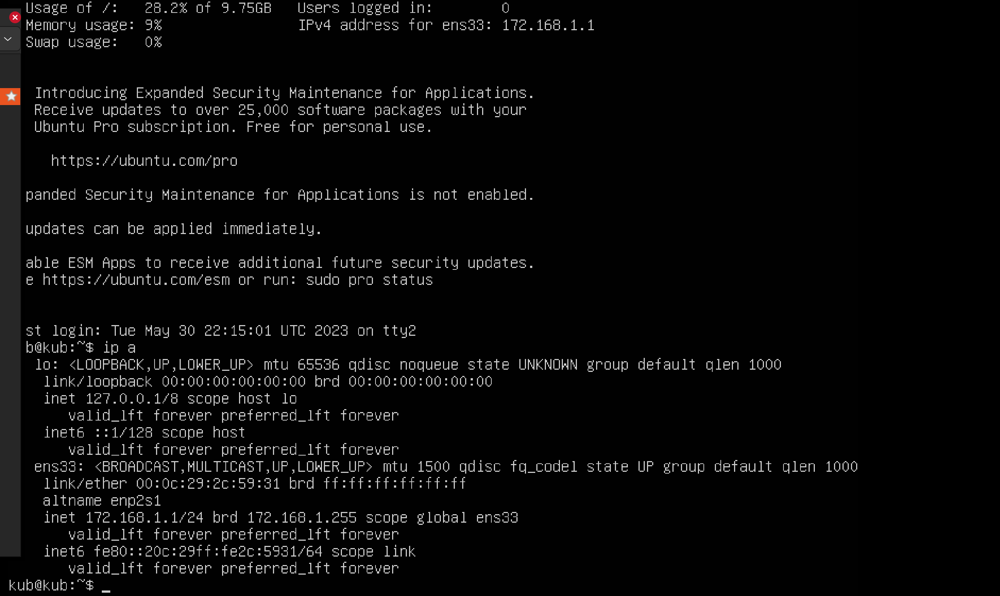 Usage of /:   28.2% of 9.75GB   Users logged in:        0
Memory usage: 9%                IPv4 address for ens33: 172.168.1.1
Swap usage:   0%
Introducing Expanded Security Maintenance for Applications.
Receive updates to over 25,000 software packages with your
Ubuntu Pro subscription. Free for personal use.
https://ubuntu.com/pro
panded Security Maintenance for Applications is not enabled.
updates can be applied immediately.
able ESM Apps to receive additional future security updates.
e https://ubuntu.com/esm or run: sudo pro status
st login: Tue May 30 22:15:01 UTC 2023 on tty2
b@kub:~$ ip a
lo: <LOOPBACK,UP,LOWER_UP> mtu 65536 qdisc noqueue state UNKNOWN group default qlen 1000
link/loopback 00:00:00:00:00:00 brd 00:00:00:00:00:00
inet 127.0.0.1/8 scope host lo
valid_lft forever preferred_lft forever
inet6 ::1/128 scope host
valid_lft forever preferred_lft forever
ens33: <BROADCAST,MULTICAST,UP,LOWER_UP> mtu 1500 qdisc fq_codel state UP group default qlen 1000
link/ether 00:0c:29:2c:59:31 brd ff:ff:ff:ff:ff:ff
altname enp2s1
inet 172.168.1.1/24 brd 172.168.1.255 scope global ens33
valid_lft forever preferred_lft forever
inet6 fe80::20c:29ff:fe2c:5931/64 scope link
valid_lft forever preferred_lft forever
kub@kub:~$ _